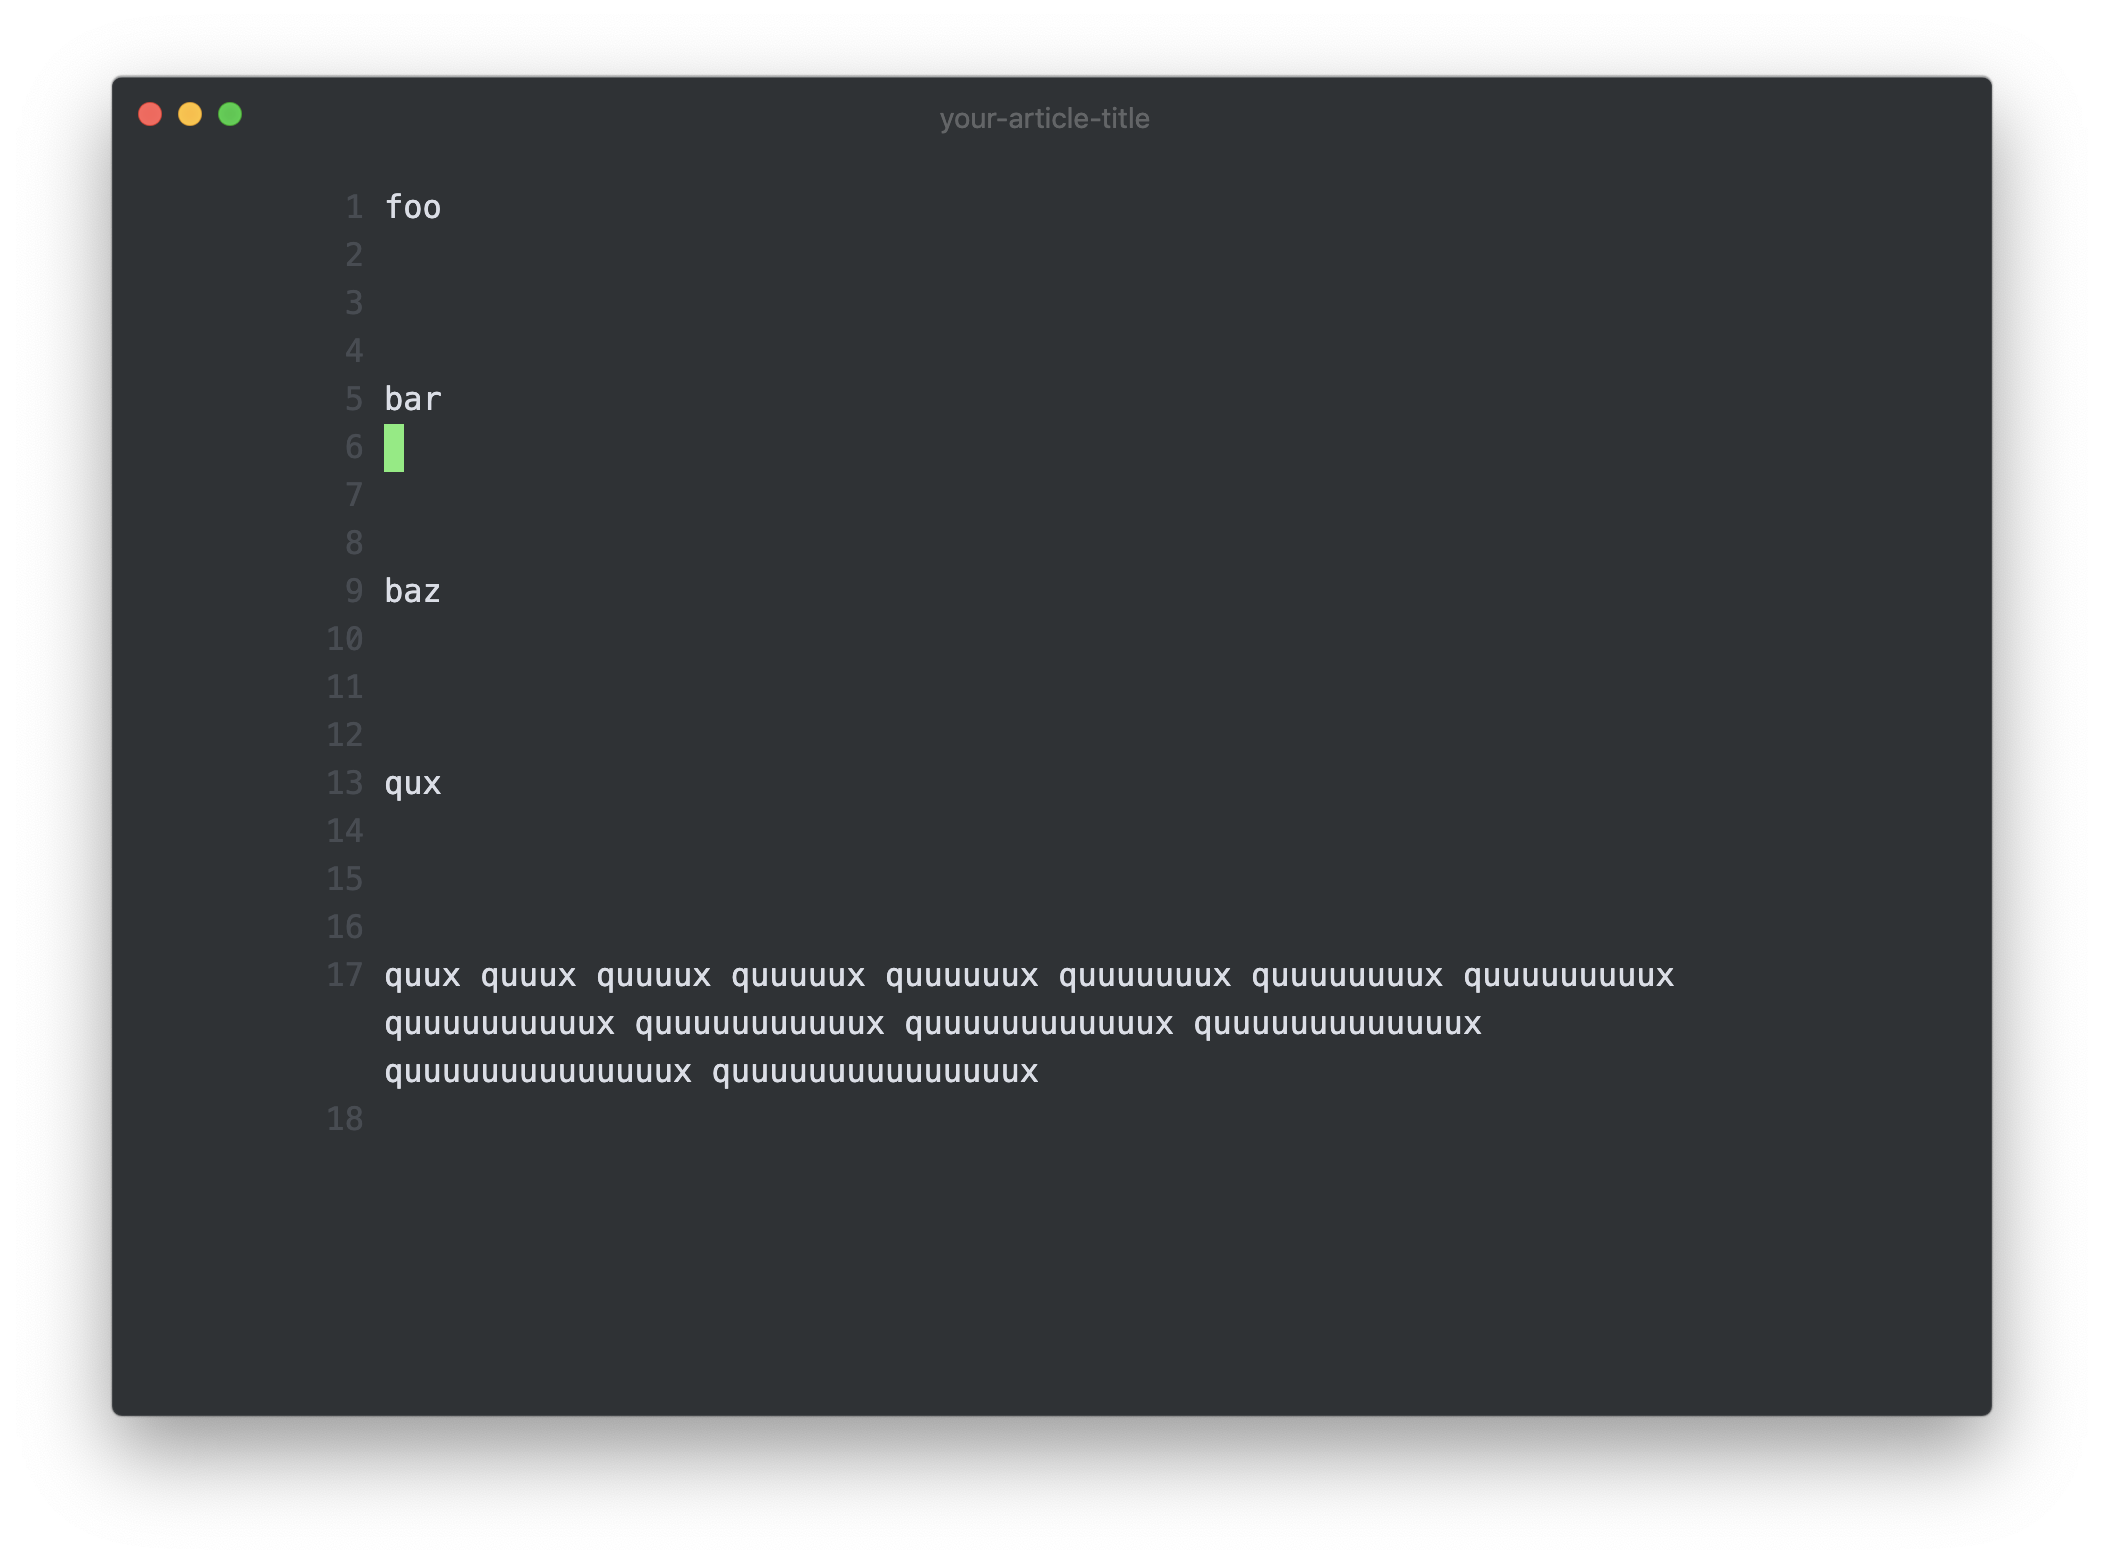 your-article-title
1 foo
2
3
4
5 bar
6
7
8
9 baz
10
11
12
13 qux
14
15
16
17 quux quuux quuuux quuuuux quuuuuux quuuuuuux quuuuuuuux quuuuuuuuux
quuuuuuuuuux quuuuuuuuuuux quuuuuuuuuuuux quuuuuuuuuuuuux
quuuuuuuuuuuuuux quuuuuuuuuuuuuuux
18